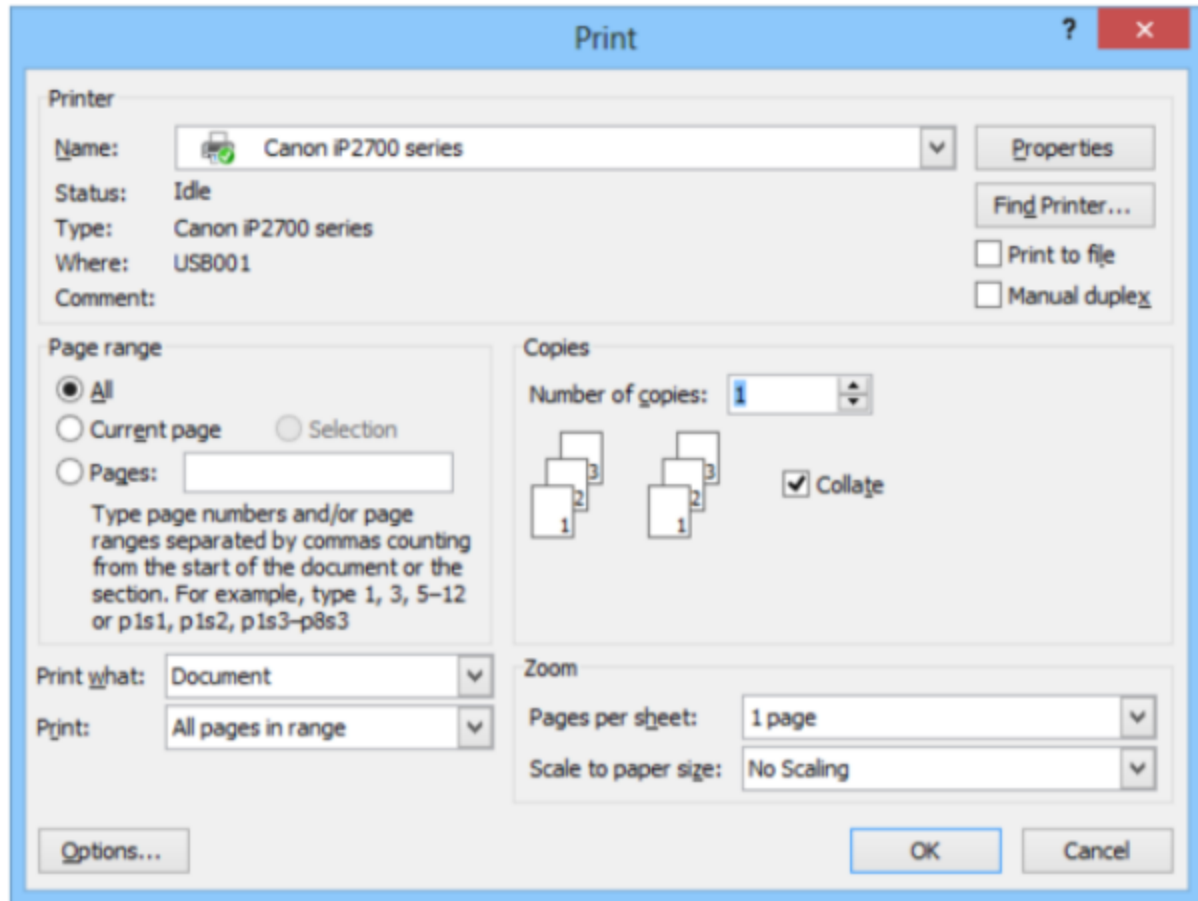 Print
?
Printer
Name: Canon iP2700 series Properties
Status: Idle
Find Printer...
Type: Canon iP2700 series
Where: USB001
Print to file
Comment:
Manual duplex
Page range
All
Current page Selection
Pages:
Type page numbers and/or page
ranges separated by commas counting
from the start of the document or the
section. For example, type 1, 3, 5–12
or p1s1, p1s2, p1s3–p8s3
Copies
Number of copies: 1
3 3
2 2
1 1
Collate
Print what: Document
Print: All pages in range
Zoom
Pages per sheet: 1 page
Scale to paper size: No Scaling
Options... OK Cancel